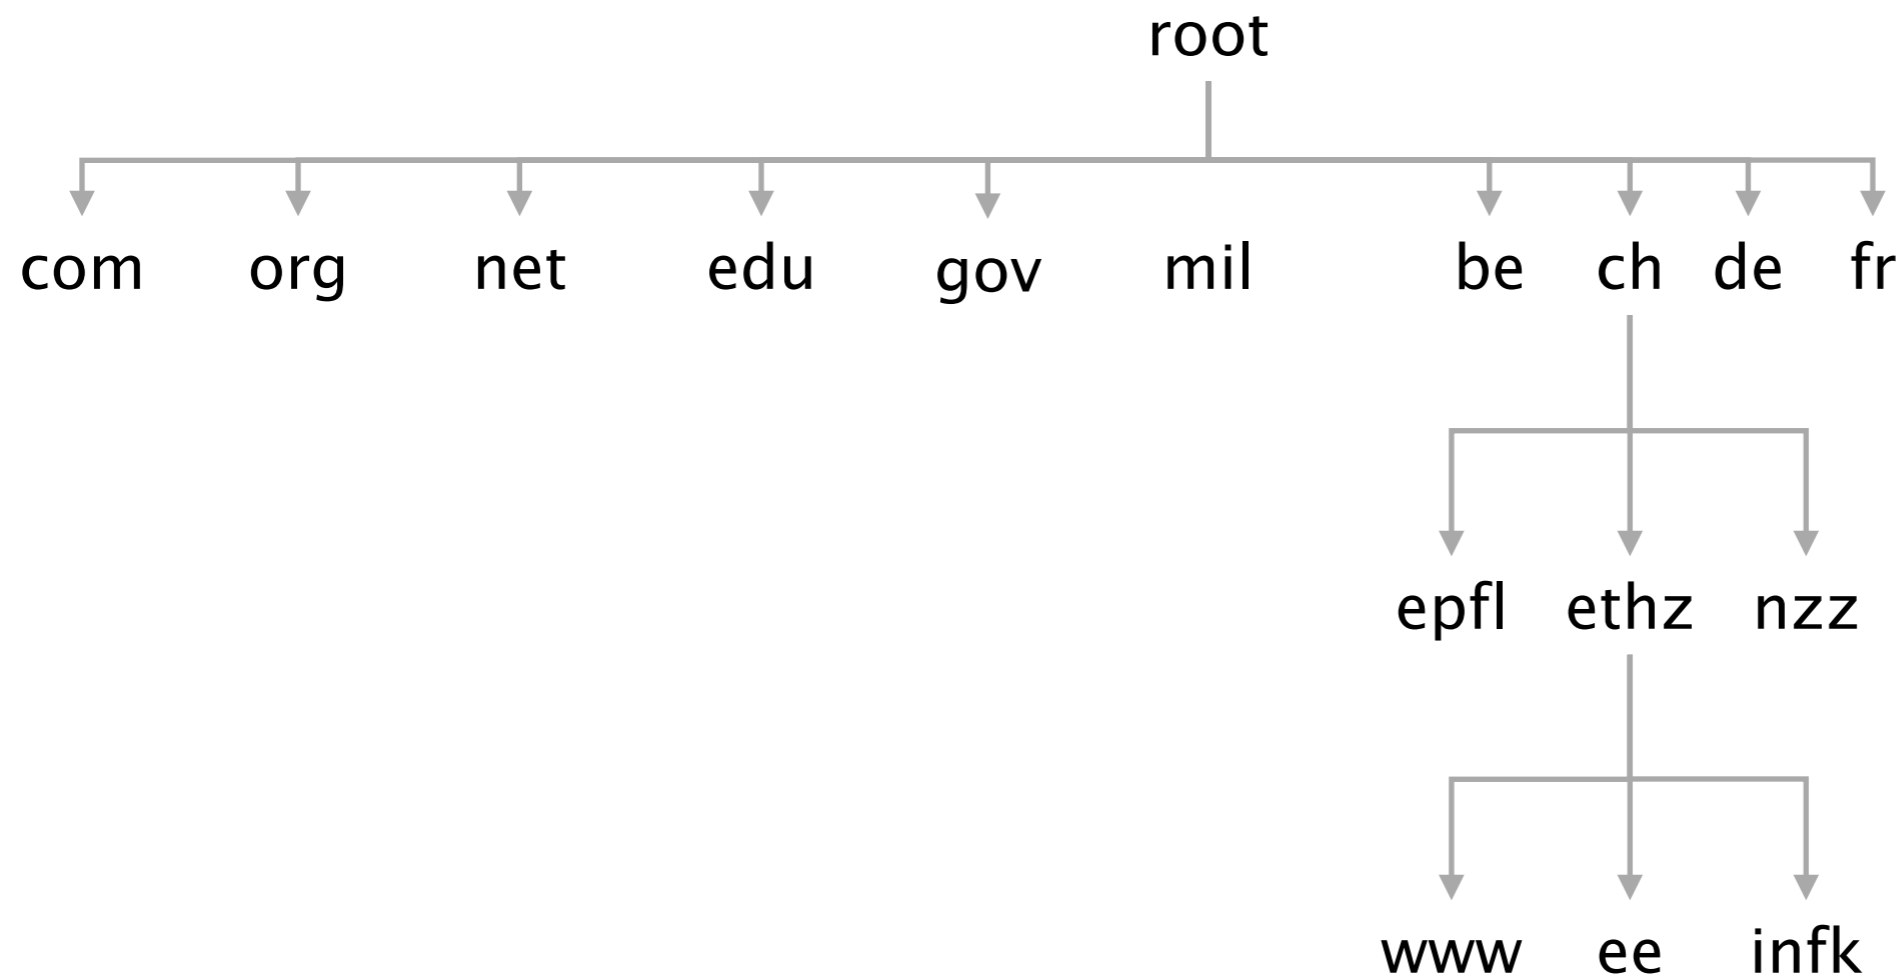 root
com org net edu gov mil be ch de fr
epfl ethz nzz
www ee infk